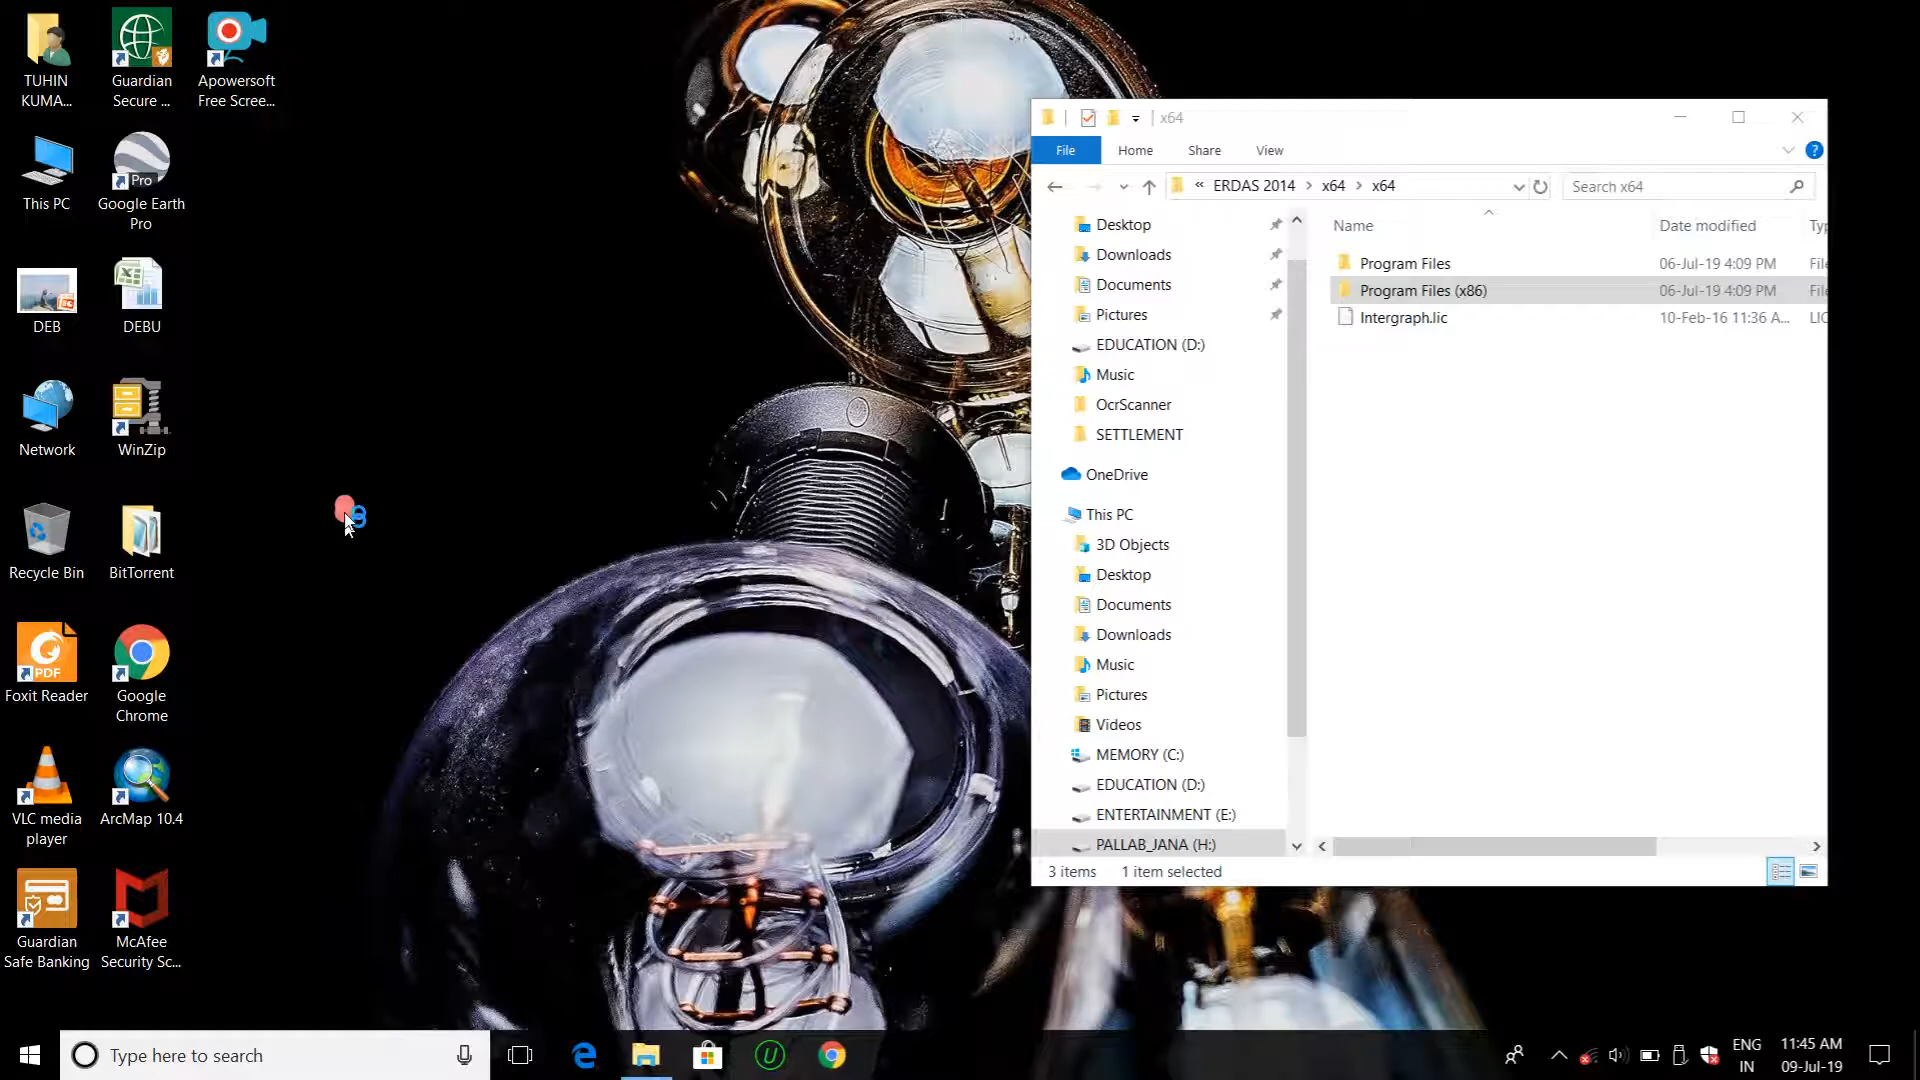 TUHIN
KUMA...
Guardian
Secure ...
Apowersoft
Free Scree...
This PC
Pro
Google Earth
Pro
DEB
DEBU
Network
WinZip
Recycle Bin
BitTorrent
PDF
Foxit Reader
Google
Chrome
VLC media
player
ArcMap 10.4
Guardian
Safe Banking
McAfee
Security Sc...
x64
File
Home
Share
View
?
« ERDAS 2014 > x64 > x64
Search x64
Name
Date modified
Typ
Desktop
Downloads
Documents
Pictures
EDUCATION (D:)
Music
OcrScanner
SETTLEMENT
OneDrive
This PC
3D Objects
Desktop
Documents
Downloads
Music
Pictures
Videos
MEMORY (C:)
EDUCATION (D:)
ENTERTAINMENT (E:)
PALLAB_JANA (H:)
Program Files
06-Jul-19 4:09 PM
File
Program Files (x86)
06-Jul-19 4:09 PM
File
Intergraph.lic
10-Feb-16 11:36 A...
LIC
3 items
1 item selected
Type here to search
ENG
IN
11:45 AM
09-Jul-19